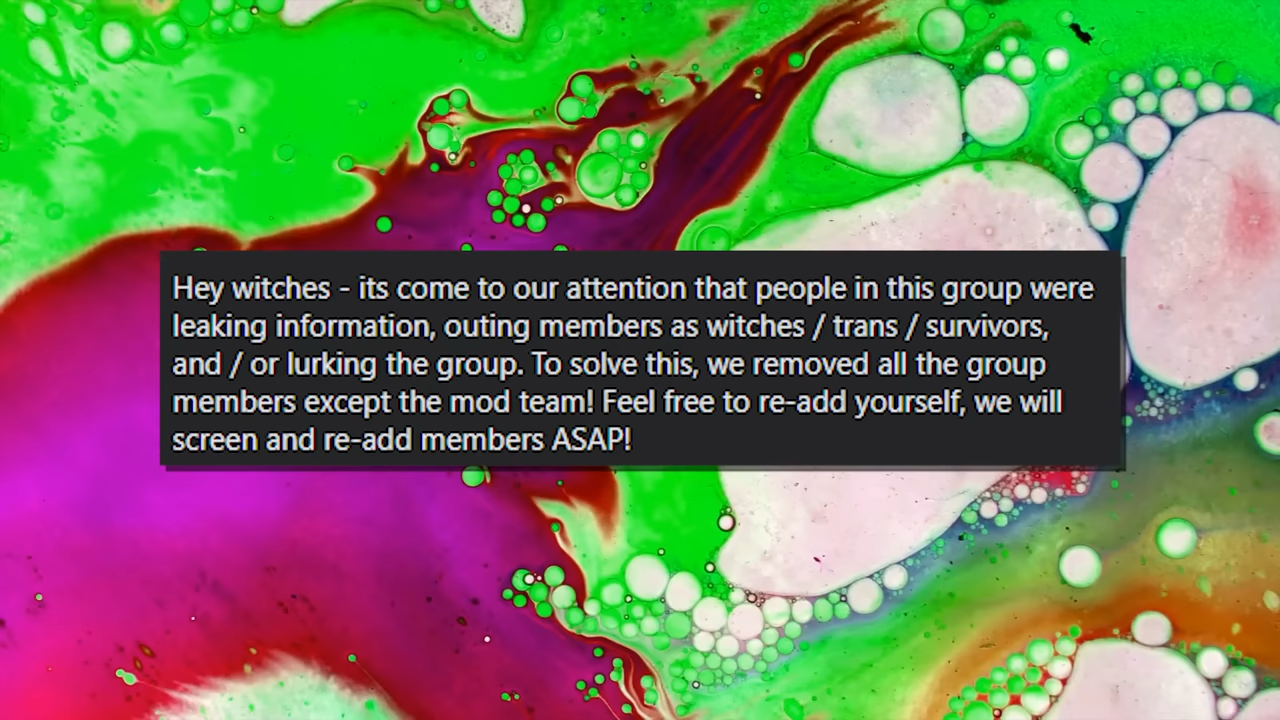 Hey witches - its come to our attention that people in this group were
leaking information, outing members as witches / trans / survivors,
and / or lurking the group. To solve this, we removed all the group
members except the mod team! Feel free to re-add yourself, we will
screen and re-add members ASAP!